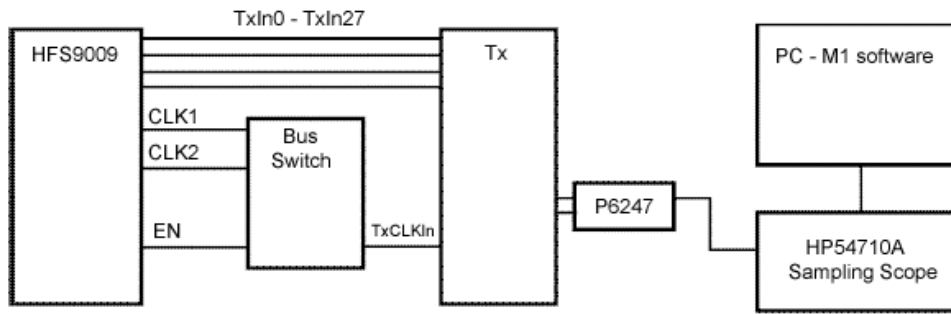 TxIn0 - TxIn27
HFS9009
Tx
PC - M1 software
CLK1
CLK2
Bus
Switch
EN
TxCLKIn
P6247
HP54710A
Sampling Scope